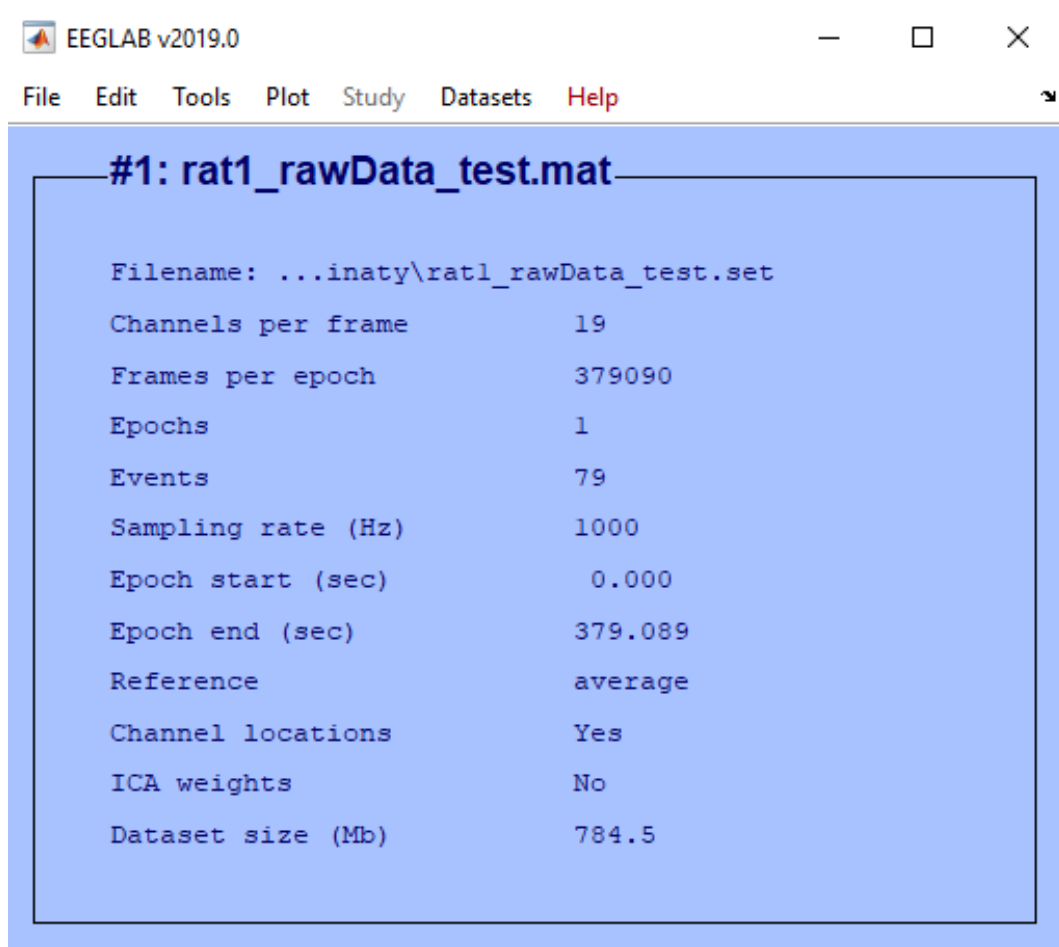 EEGLAB v2019.0
File Edit Tools Plot Study Datasets Help
#1: rat1_rawData_test.mat
Filename: ...inaty\rat1_rawData_test.set
Channels per frame 19
Frames per epoch 379090
Epochs 1
Events 79
Sampling rate (Hz) 1000
Epoch start (sec) 0.000
Epoch end (sec) 379.089
Reference average
Channel locations Yes
ICA weights No
Dataset size (Mb) 784.5